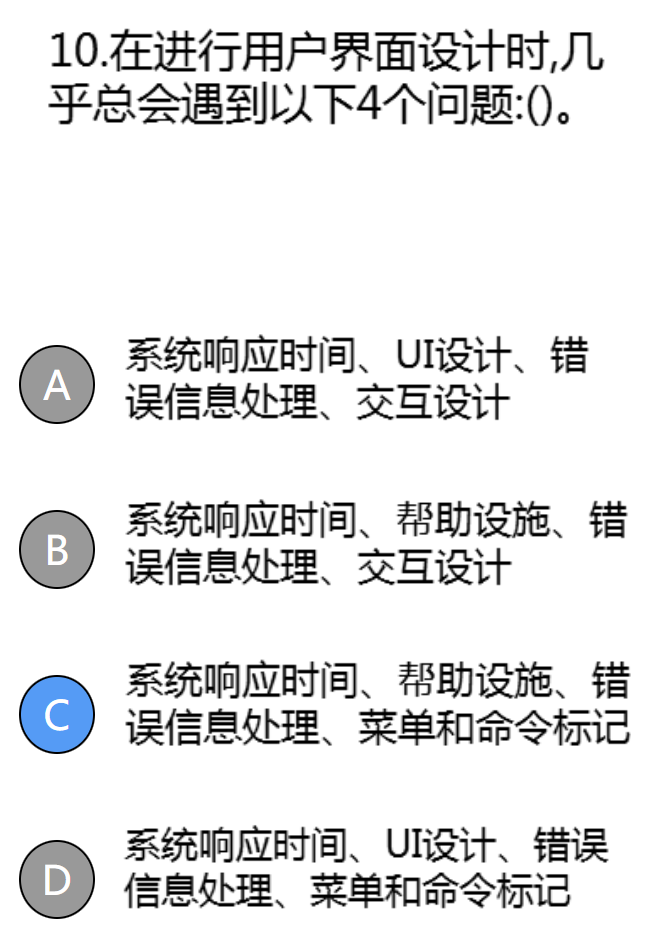 10.在进行用户界面设计时,几
乎总会遇到以下4个问题:()。
A
系统响应时间、UI设计、错
误信息处理、交互设计
B
系统响应时间、帮助设施、错
误信息处理、交互设计
C
系统响应时间、帮助设施、错
误信息处理、菜单和命令标记
D
系统响应时间、UI设计、错误
信息处理、菜单和命令标记